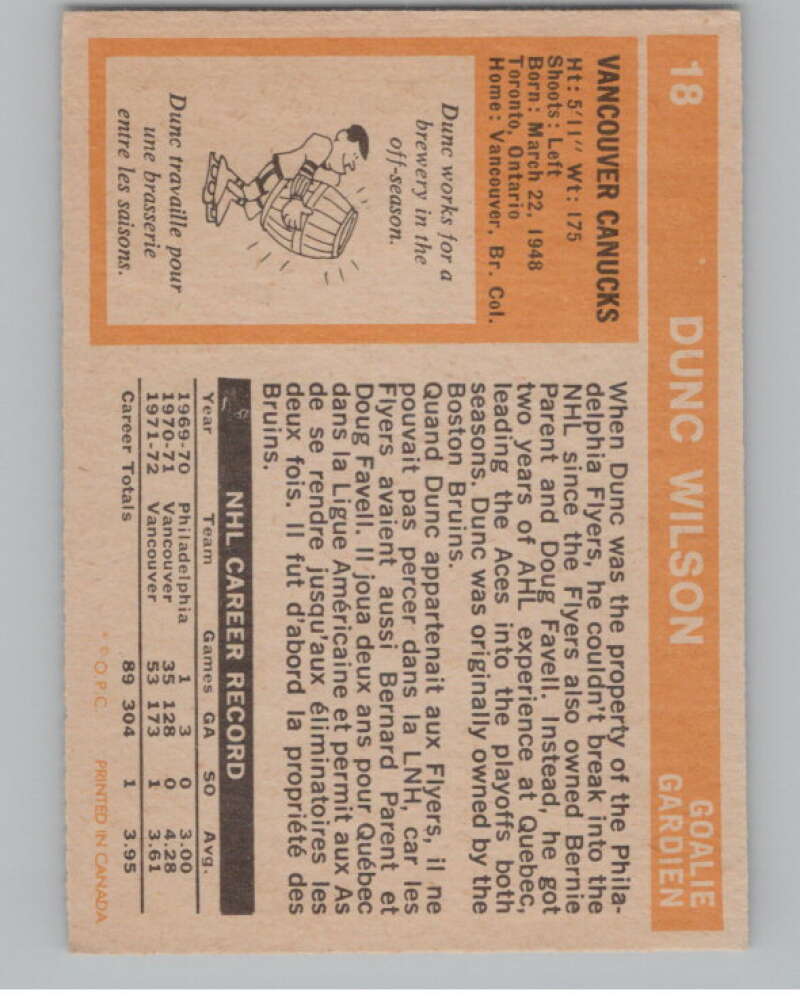 18 DUNC WILSON GOALIE
GARDIEN
VANCOUVER CANUCKS
Ht: 5'11" Wt: 175
Shoots: Left
Born: March 22, 1948
Toronto, Ontario
Home: Vancouver, Br. Col.
Dunc works for a
brewery in the
off-season.
Dunc travaille pour
une brasserie
entre les saisons.
When Dunc was the property of the Phila-
delphia Flyers, he couldn't break into the
NHL since the Flyers also owned Bernie
Parent and Doug Favell. Instead, he got
two years of AHL experience at Quebec,
leading the Aces into the playoffs both
seasons. Dunc was originally owned by the
Boston Bruins.
Quand Dunc appartenait aux Flyers, il ne
pouvait pas percer dans la LNH, car les
Flyers avaient aussi Bernard Parent et
Doug Favell. Il joua deux ans pour Québec
dans la Ligue Américaine et permit aux As
de se rendre jusqu'aux éliminatoires les
deux fois. Il fut d'abord la propriété des
Bruins.
NHL CAREER RECORD
Year Team Games GA SO Avg.
1969-70 Philadelphia 1 3 0 3.00
1970-71 Vancouver 35 128 0 4.28
1971-72 Vancouver 53 173 1 3.61
Career Totals 89 304 1 3.95
* © O.P.C. PRINTED IN CANADA